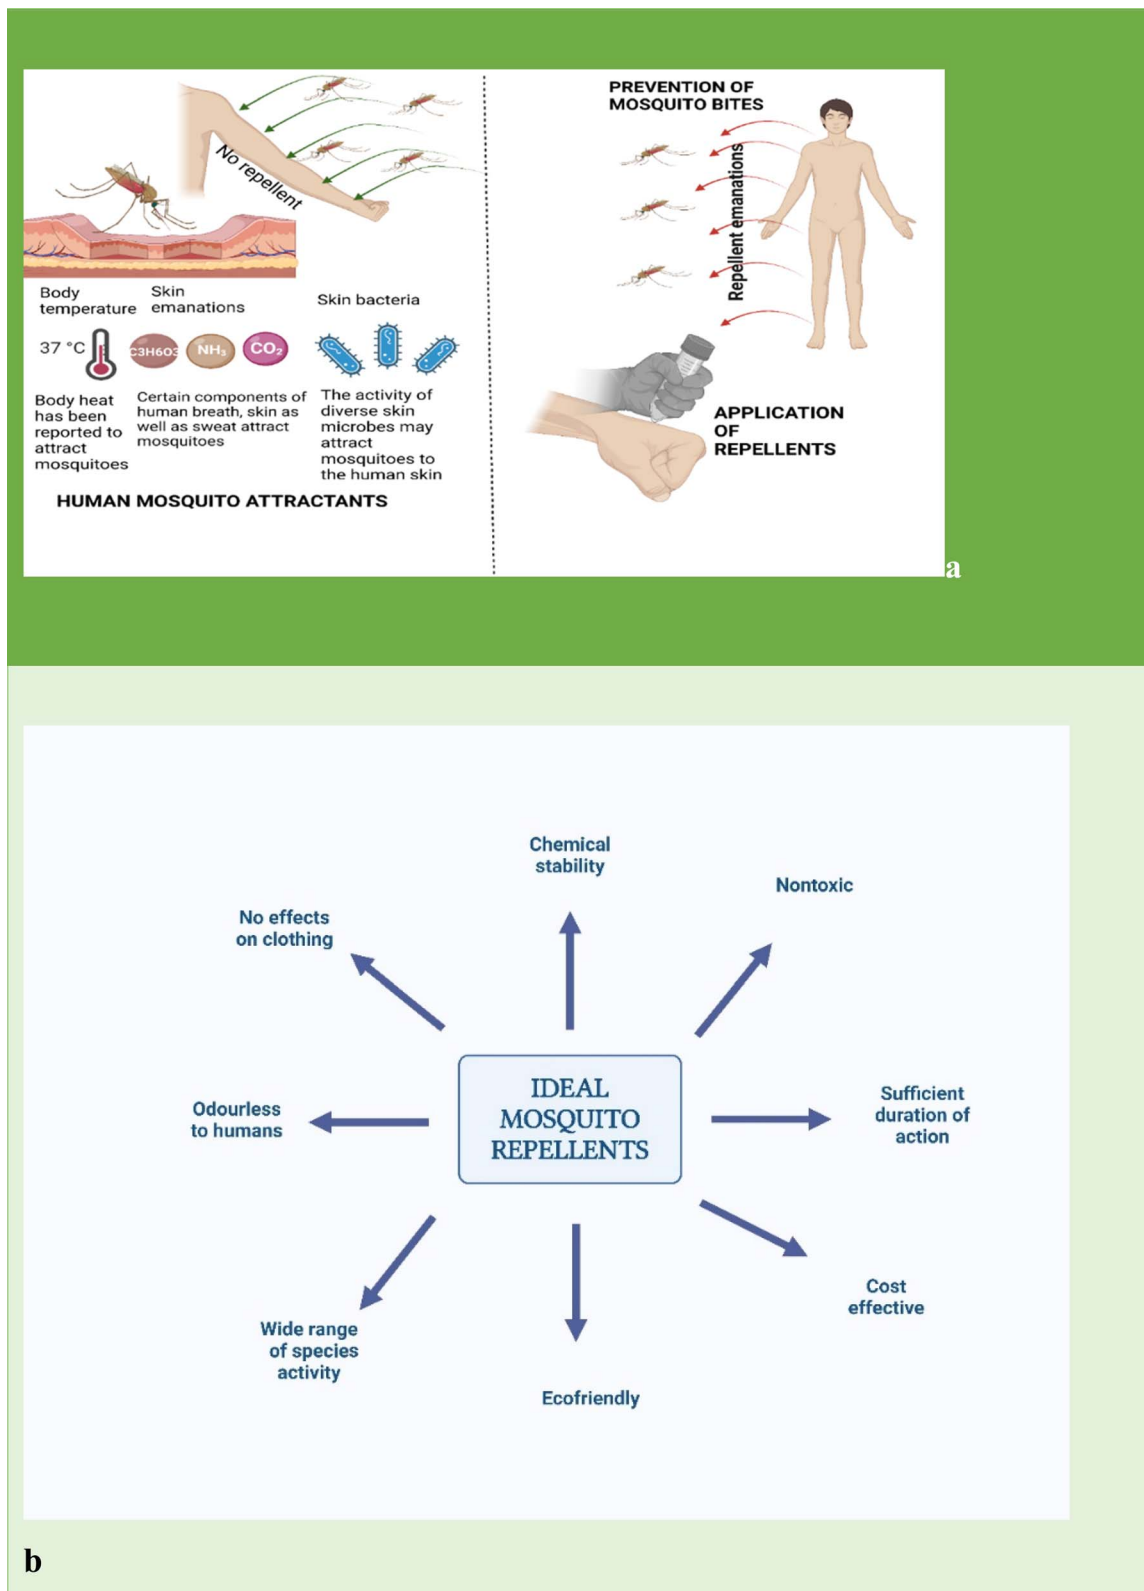 No repellent
Body
temperature
Skin
emanations
Skin bacteria
37 °C
C3H6O3
NH₃
CO₂
Body heat
has been
reported to
attract
mosquitoes
Certain components of
human breath, skin as
well as sweat attract
mosquitoes
The activity of
diverse skin
microbes may
attract
mosquitoes to
the human skin
HUMAN MOSQUITO ATTRACTANTS
PREVENTION OF
MOSQUITO BITES
Repellent emanations
APPLICATION
OF
REPELLENTS
a
Chemical
stability
Nontoxic
No effects
on clothing
Odourless
to humans
IDEAL
MOSQUITO
REPELLENTS
Sufficient
duration of
action
Cost
effective
Wide range
of species
activity
Ecofriendly
b